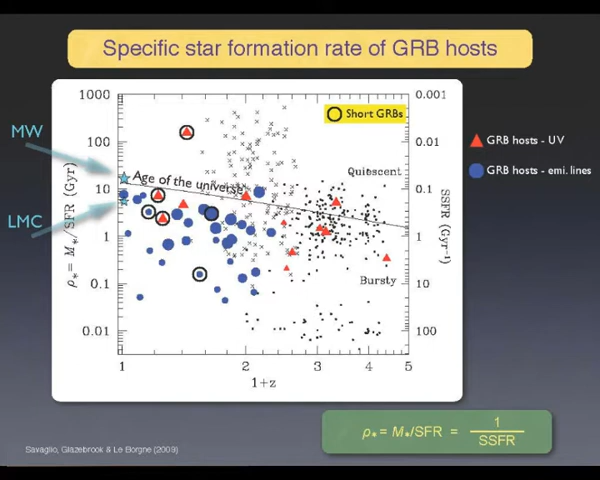 Specific star formation rate of GRB hosts
MW
LMC
1000
100
10
1
0.1
0.01
ρ* = M*/SFR (Gyr)
Short GRBs
Age of the universe
Quiescent
Bursty
0.001
0.01
0.1
1
10
100
SSFR (Gyr⁻¹)
1 2 3 4 5
1+z
GRB hosts - UV
GRB hosts - emi. lines
ρ* = M*/SFR = 1 / SSFR
Savaglio, Glazebrook & Le Borgne (2009)